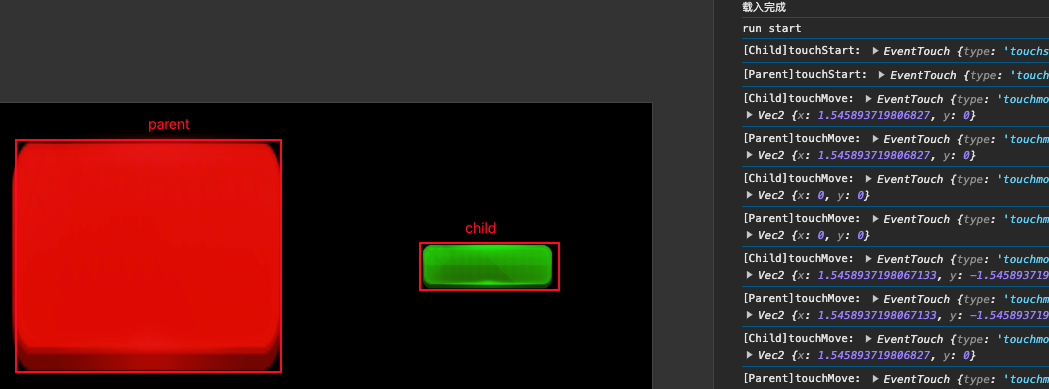 parent
child
载入完成
run start
[Child]touchStart: ▶ EventTouch {type: 'touchs
[Parent]touchStart: ▶ EventTouch {type: 'touch
[Child]touchMove: ▶ EventTouch {type: 'touchmo
▶ Vec2 {x: 1.545893719806827, y: 0}
[Parent]touchMove: ▶ EventTouch {type: 'touchm
▶ Vec2 {x: 1.545893719806827, y: 0}
[Child]touchMove: ▶ EventTouch {type: 'touchmo
▶ Vec2 {x: 0, y: 0}
[Parent]touchMove: ▶ EventTouch {type: 'touchm
▶ Vec2 {x: 0, y: 0}
[Child]touchMove: ▶ EventTouch {type: 'touchmo
▶ Vec2 {x: 1.5458937198067133, y: -1.545893719
[Parent]touchMove: ▶ EventTouch {type: 'touchm
▶ Vec2 {x: 1.5458937198067133, y: -1.545893719
[Child]touchMove: ▶ EventTouch {type: 'touchmo
▶ Vec2 {x: 1.545893719806827, y: 0}
[Parent]touchMove: ▶ EventTouch {type: 'touchm